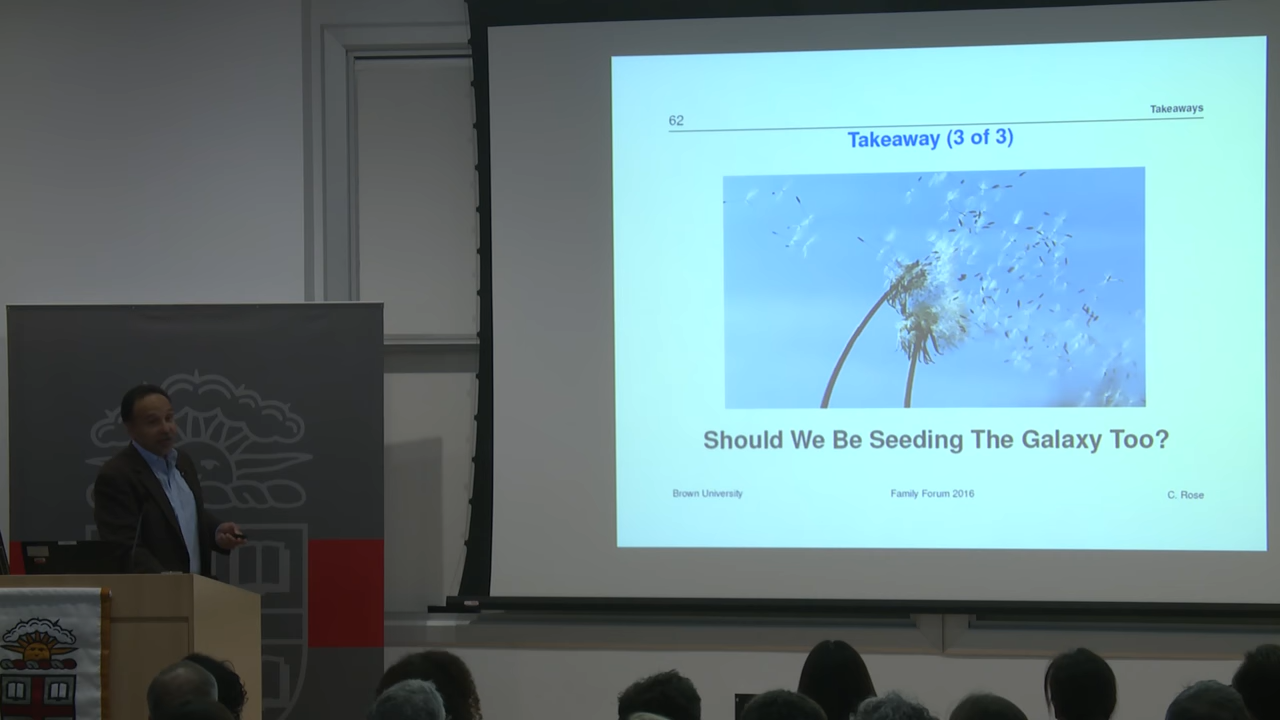 62
Takeaways
Takeaway (3 of 3)
Should We Be Seeding The Galaxy Too?
Brown University
Family Forum 2016
C. Rose